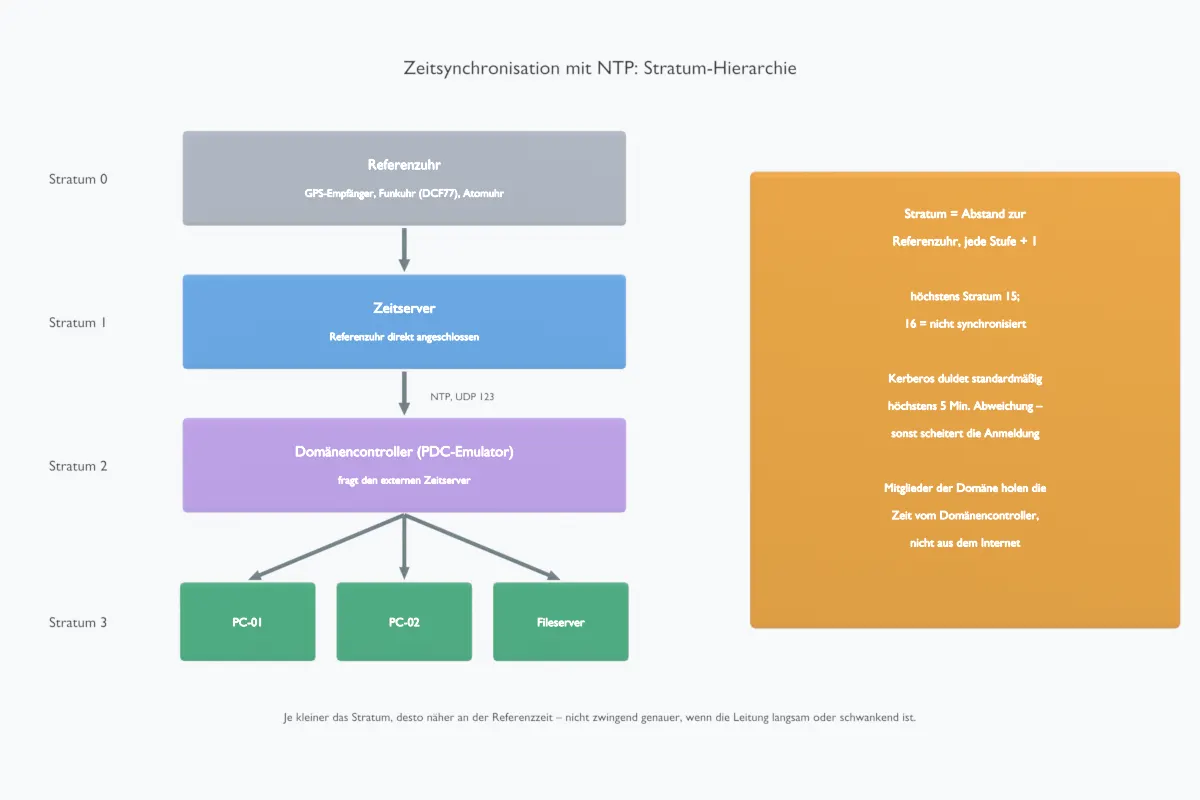 Zeitsynchronisation mit NTP: Stratum-Hierarchie
Stratum 0
Referenzuhr
GPS-Empfänger, Funkuhr (DCF77), Atomuhr
Stratum 1
Zeitserver
Referenzuhr direkt angeschlossen
NTP, UDP 123
Stratum 2
Domänencontroller (PDC-Emulator)
fragt den externen Zeitserver
Stratum 3
PC-01
PC-02
Fileserver
Stratum = Abstand zur
Referenzuhr, jede Stufe + 1
höchstens Stratum 15;
16 = nicht synchronisiert
Kerberos duldet standardmäßig
höchstens 5 Min. Abweichung –
sonst scheitert die Anmeldung
Mitglieder der Domäne holen die
Zeit vom Domänencontroller,
nicht aus dem Internet
Je kleiner das Stratum, desto näher an der Referenzzeit – nicht zwingend genauer, wenn die Leitung langsam oder schwankend ist.